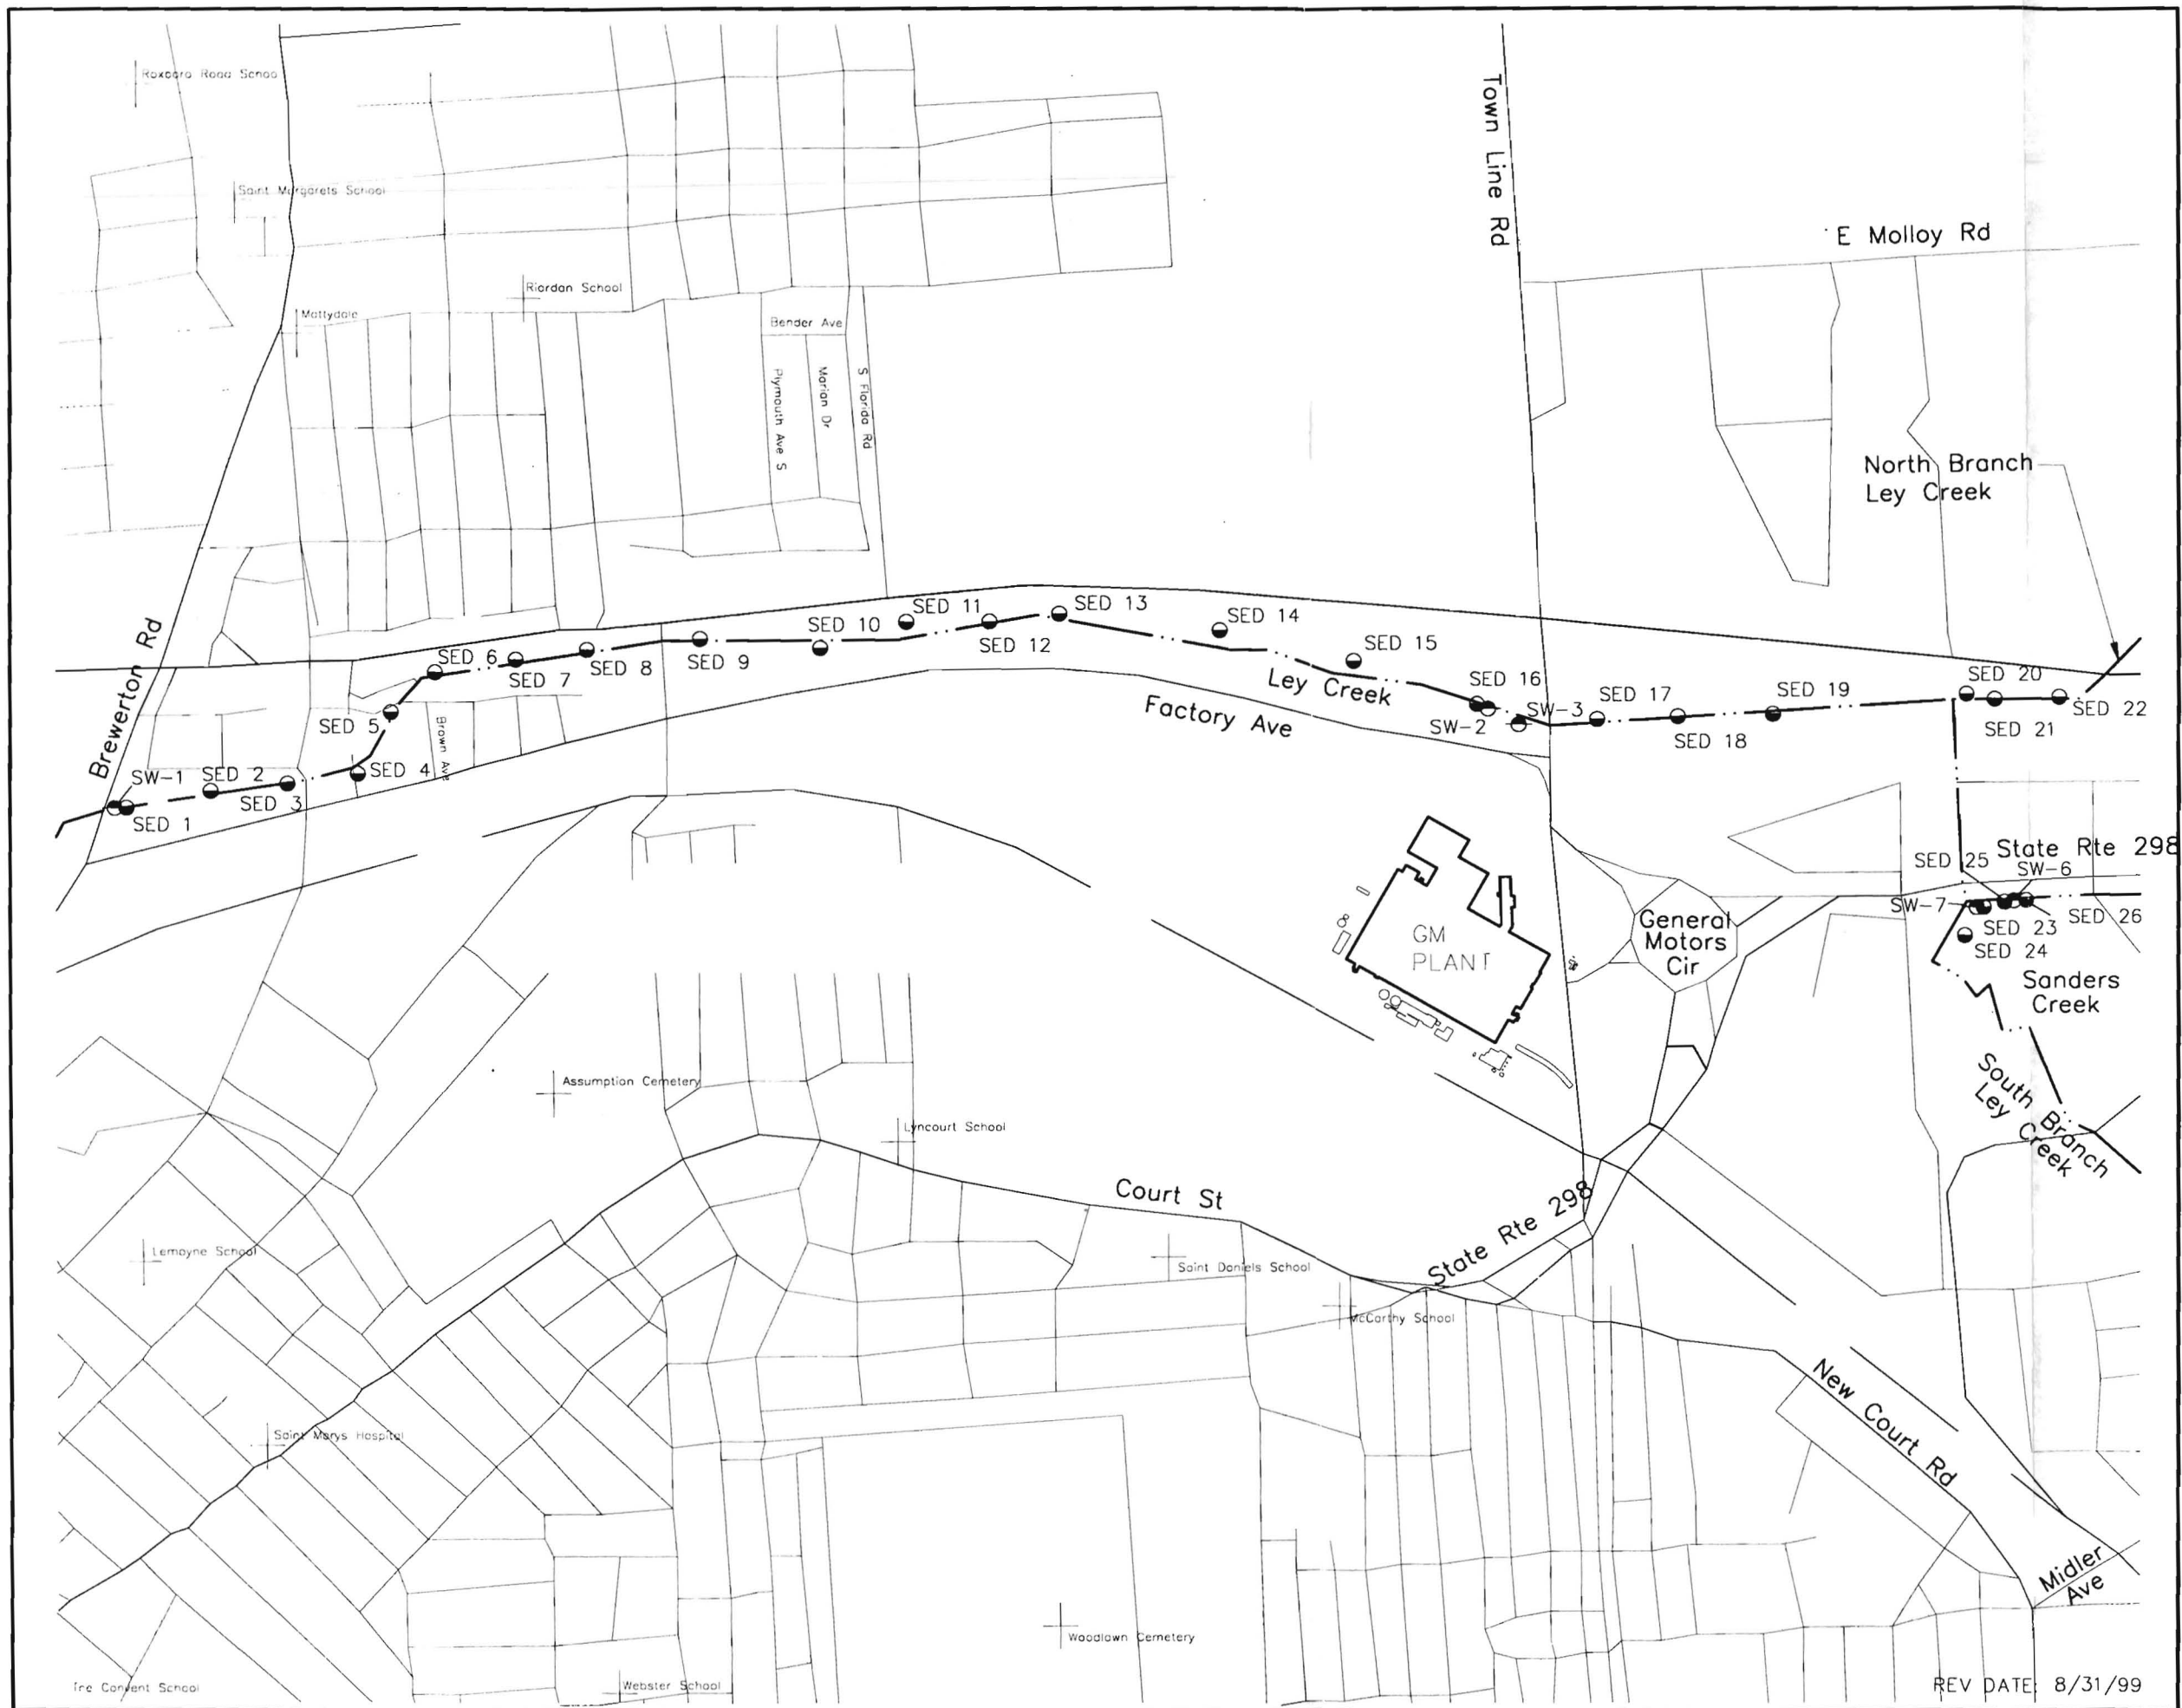 Roxboro Road School
Town Line Rd
Saint Margarets School
E Molloy Rd
Riordan School
Mattydale
Bender Ave
Plymouth Ave S
Marian Dr
S Florida Rd
North Branch
Ley Creek
Brewerton Rd
SED 11
SED 13
SED 14
SED 10
SED 12
SED 15
SED 6
SED 7
SED 8
SED 9
Ley Creek
SED 16
SED 17
SED 19
SED 20
SW-3
SW-2
SED 18
SED 21
SED 22
Factory Ave
SED 5
Brown Ave
SED 4
SW-1
SED 2
SED 3
SED 1
State Rte 298
SED 25
SW-6
SW-7
SED 26
SED 23
SED 24
GM
PLANT
General
Motors
Cir
Sanders
Creek
South Branch
Ley Creek
Assumption Cemetery
Lyncourt School
Court St
State Rte 298
Lemoyne School
Saint Daniels School
McCarthy School
New Court Rd
Saint Marys Hospital
Midler
Ave
Woodlawn Cemetery
The Convent School
Webster School
REV DATE: 8/31/99